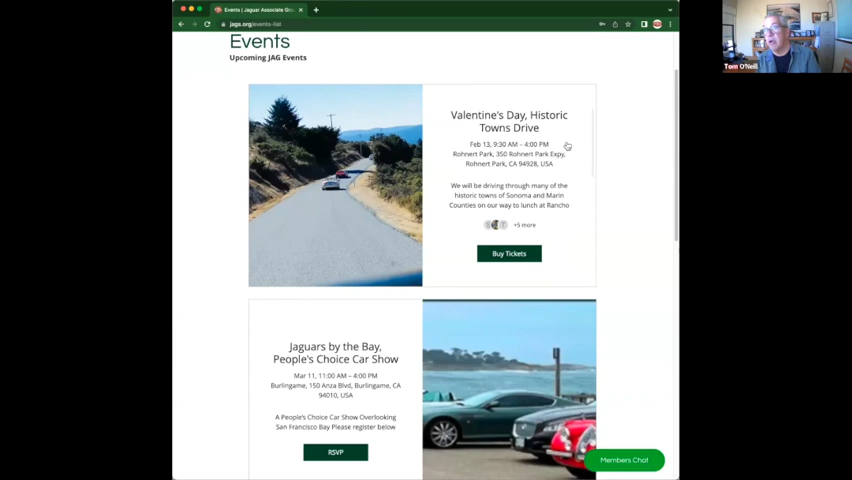 Events | Jaguar Associate Grou
jags.org/events-list
Events
Upcoming JAG Events
Valentine's Day, Historic
Towns Drive
Feb 13, 9:30 AM – 4:00 PM
Rohnert Park, 350 Rohnert Park Expy,
Rohnert Park, CA 94928, USA
We will be driving through many of the
historic towns of Sonoma and Marin
Counties on our way to lunch at Rancho
+5 more
Buy Tickets
Jaguars by the Bay,
People's Choice Car Show
Mar 11, 11:00 AM – 4:00 PM
Burlingame, 150 Anza Blvd, Burlingame, CA
94010, USA
A People's Choice Car Show Overlooking
San Francisco Bay Please register below
RSVP
Members Chat
Tom O'Neill